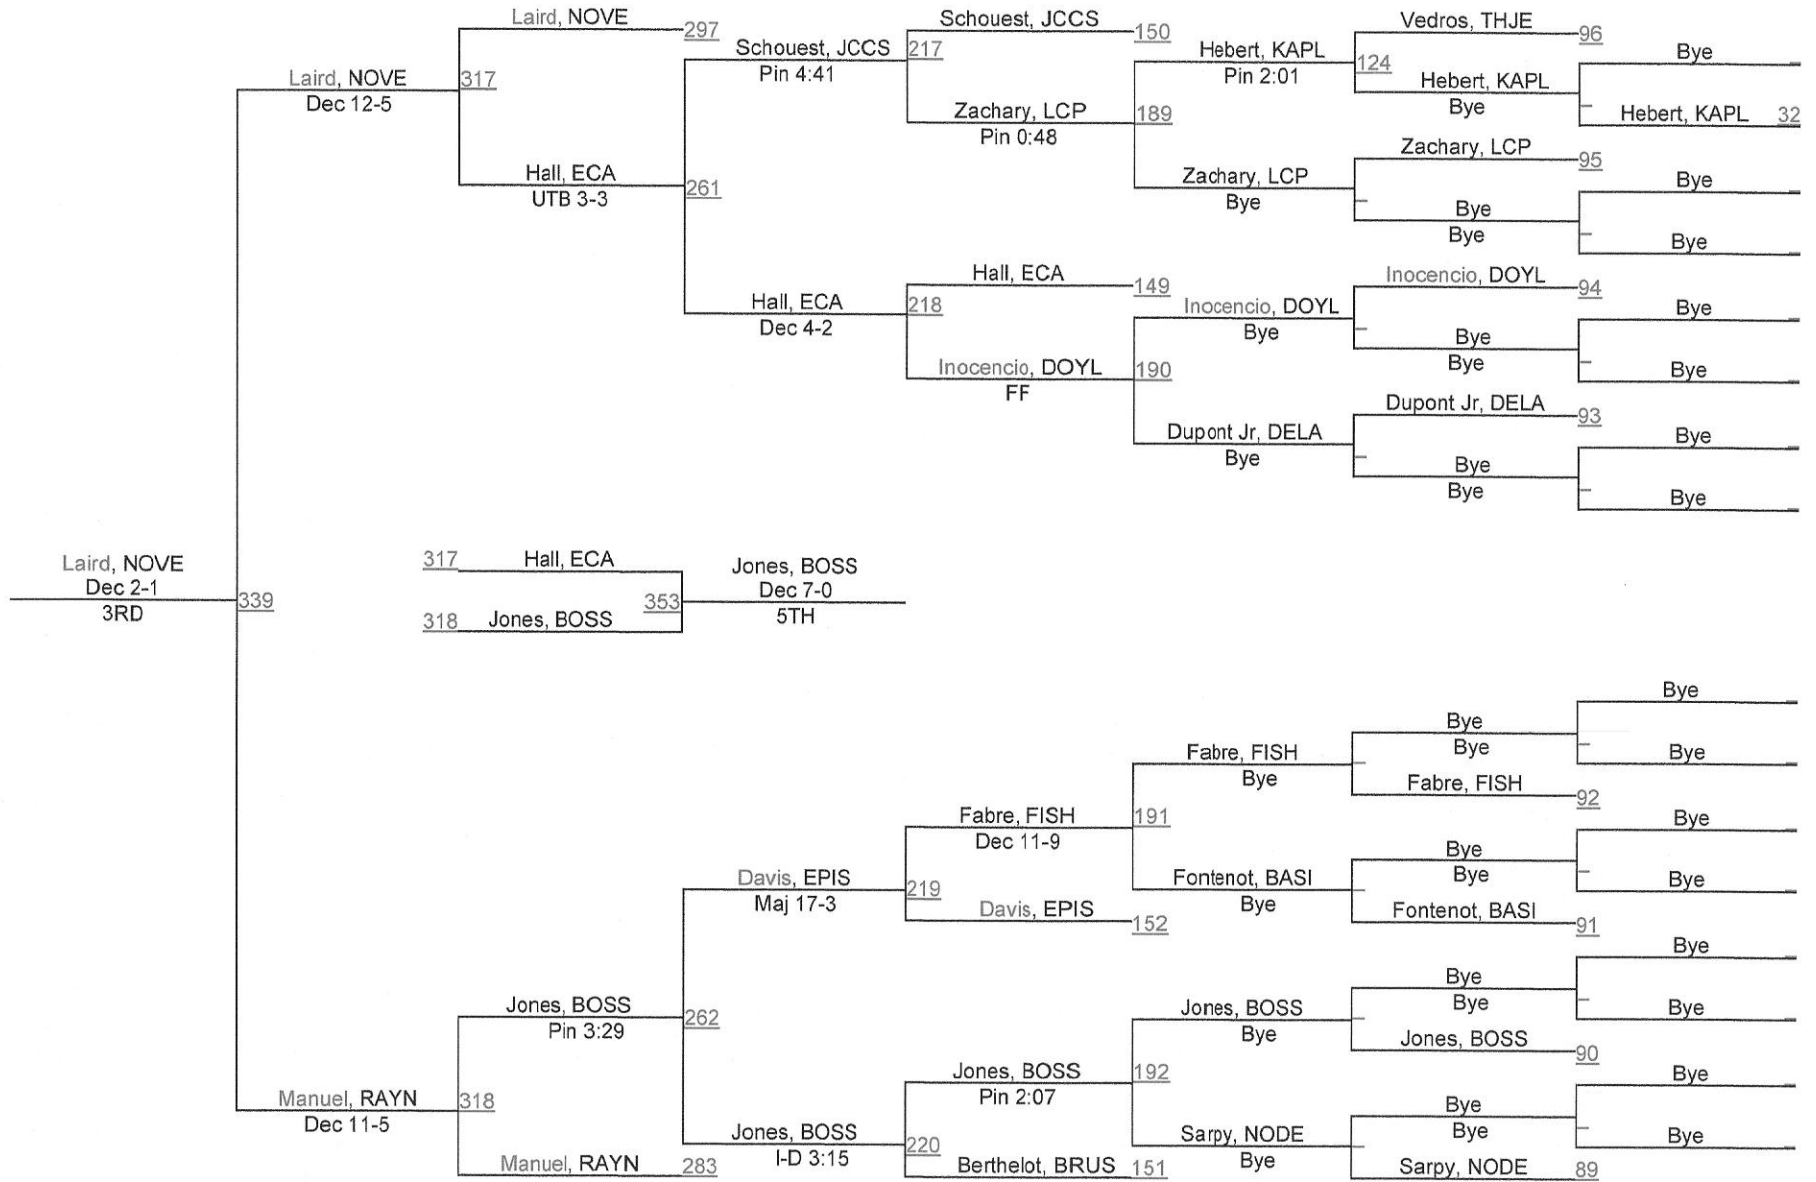 Laird, NOVE
297
Schouest, JCCS
150
Vedros, THJE
96
Schouest, JCCS
217
Pin 4:41
Hebert, KAPL
124
Pin 2:01
Bye
Laird, NOVE
317
Dec 12-5
Hebert, KAPL
Bye
Hebert, KAPL 32
Zachary, LCP
189
Pin 0:48
Zachary, LCP
95
Hall, ECA
261
UTB 3-3
Zachary, LCP
Bye
Bye
Bye
Bye
Bye
Hall, ECA
149
Inocencio, DOYL
94
Hall, ECA
218
Dec 4-2
Inocencio, DOYL
Bye
Bye
Bye
Bye
Inocencio, DOYL
190
FF
Bye
Dupont Jr, DELA
93
Dupont Jr, DELA
Bye
Bye
Bye
Bye
Bye
Laird, NOVE
Dec 2-1
339
3RD
317 Hall, ECA
Jones, BOSS
Dec 7-0
353
5TH
318 Jones, BOSS
Bye
Bye
Bye
Fabre, FISH
Bye
Bye
Fabre, FISH
92
Fabre, FISH
191
Dec 11-9
Bye
Bye
Bye
Davis, EPIS
219
Maj 17-3
Fontenot, BASI
Bye
Bye
Davis, EPIS
152
Fontenot, BASI
91
Bye
Bye
Bye
Jones, BOSS
262
Pin 3:29
Jones, BOSS
Bye
Bye
Jones, BOSS
90
Jones, BOSS
192
Pin 2:07
Bye
Manuel, RAYN
318
Dec 11-5
Bye
Bye
Jones, BOSS
220
I-D 3:15
Sarpy, NODE
Bye
Bye
Manuel, RAYN
283
Berthelot, BRUS
151
Sarpy, NODE
89